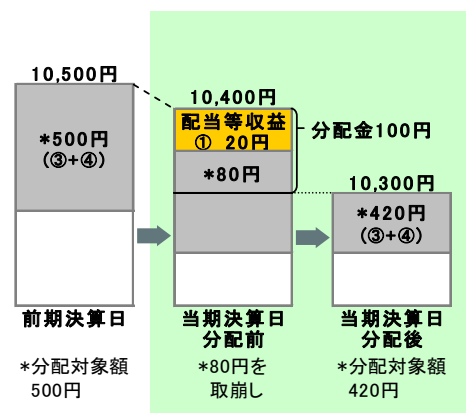 10,500円
*500円
(③+④)
前期決算日
*分配対象額
500円
10,400円
配当等収益
① 20円
*80円
分配金100円
当期決算日
分配前
*80円を
取崩し
10,300円
*420円
(③+④)
当期決算日
分配後
*分配対象額
420円